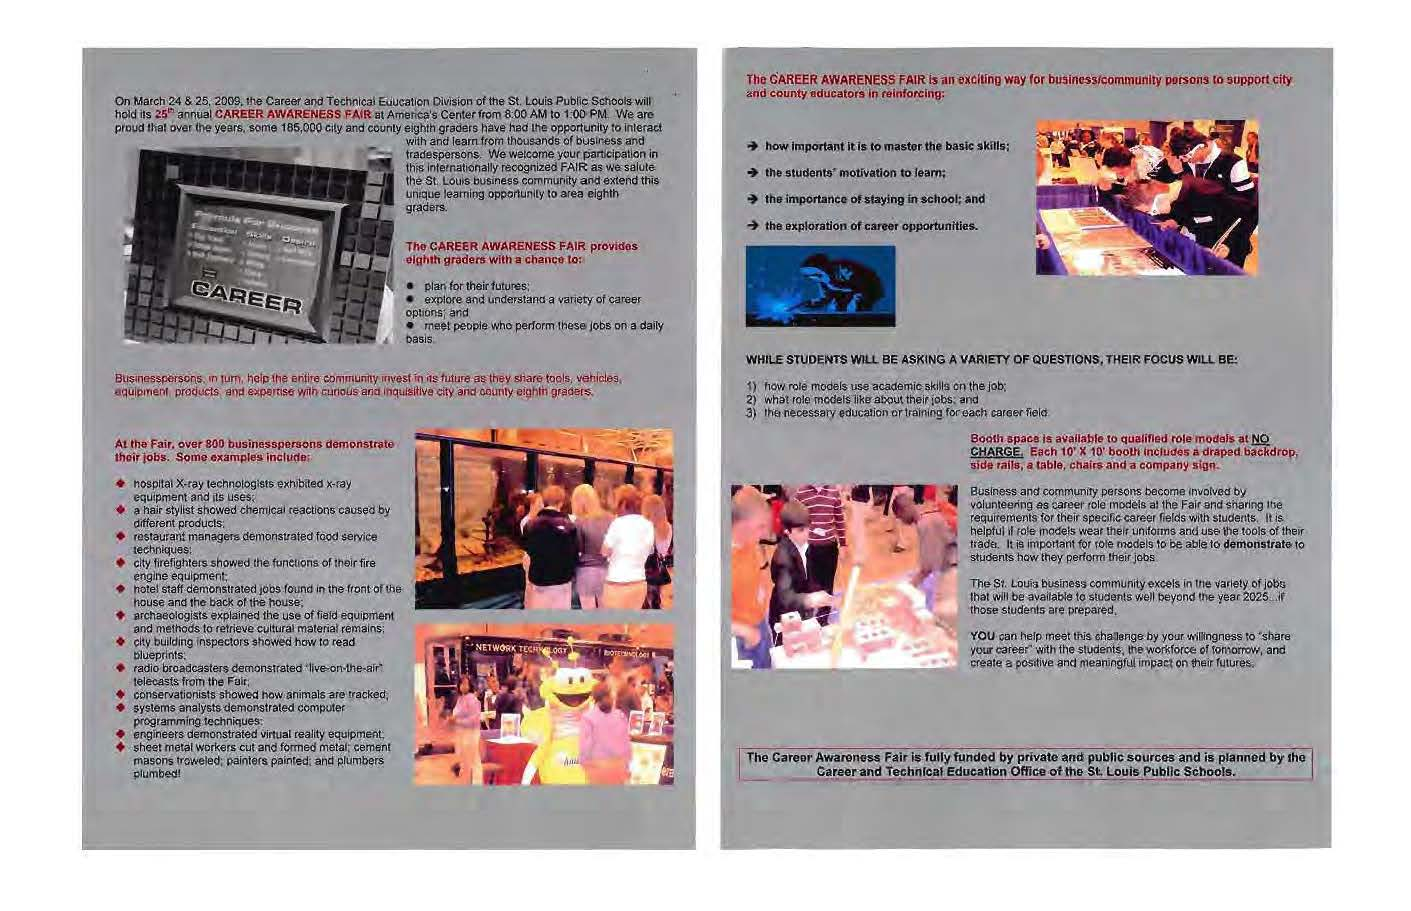 On March 24 & 25, 2009, the Career and Technical Education Division of the St. Louis Public Schools will
hold its 25th annual CAREER AWARENESS FAIR at America's Center from 8:00 AM to 1:00 PM. We are
proud that over the years, some 185,000 city and county eighth graders have had the opportunity to interact
with and learn from thousands of business and
tradespersons. We welcome your participation in
this internationally recognized FAIR as we salute
the St. Louis business community and extend this
unique learning opportunity to area eighth
graders.
Formula For Success
Education Skills Design
CAREER
The CAREER AWARENESS FAIR provides
eighth graders with a chance to:
● plan for their futures;
● explore and understand a variety of career
options; and
● meet people who perform these jobs on a daily
basis.
Businesspersons, in turn, help the entire community invest in its future as they share tools, vehicles,
equipment, products, and expertise with curious and inquisitive city and county eighth graders.
At the Fair, over 800 businesspersons demonstrate
their jobs. Some examples include:
♦ hospital X-ray technologists exhibited x-ray
equipment and its uses;
♦ a hair stylist showed chemical reactions caused by
different products;
♦ restaurant managers demonstrated food service
techniques;
♦ city firefighters showed the functions of their fire
engine equipment;
♦ hotel staff demonstrated jobs found in the front of the
house and the back of the house;
♦ archaeologists explained the use of field equipment
and methods to retrieve cultural material remains;
♦ city building inspectors showed how to read
blueprints;
♦ radio broadcasters demonstrated "live-on-the-air"
telecasts from the Fair;
♦ conservationists showed how animals are tracked;
♦ systems analysts demonstrated computer
programming techniques;
♦ engineers demonstrated virtual reality equipment;
♦ sheet metal workers cut and formed metal; cement
masons troweled; painters painted; and plumbers
plumbed!
NETWORK TECHNOLOGY
BIOTECHNOLOGY
The CAREER AWARENESS FAIR is an exciting way for business/community persons to support city
and county educators in reinforcing:
➔ how important it is to master the basic skills;
➔ the students' motivation to learn;
➔ the importance of staying in school; and
➔ the exploration of career opportunities.
WHILE STUDENTS WILL BE ASKING A VARIETY OF QUESTIONS, THEIR FOCUS WILL BE:
1) how role models use academic skills on the job;
2) what role models like about their jobs; and
3) the necessary education or training for each career field.
Booth space is available to qualified role models at NO
CHARGE. Each 10' X 10' booth includes a draped backdrop,
side rails, a table, chairs and a company sign.
Business and community persons become involved by
volunteering as career role models at the Fair and sharing the
requirements for their specific career fields with students. It is
helpful if role models wear their uniforms and use the tools of their
trade. It is important for role models to be able to demonstrate to
students how they perform their jobs.
The St. Louis business community excels in the variety of jobs
that will be available to students well beyond the year 2025...if
those students are prepared.
YOU can help meet this challenge by your willingness to "share
your career" with the students, the workforce of tomorrow, and
create a positive and meaningful impact on their futures.
The Career Awareness Fair is fully funded by private and public sources and is planned by the
Career and Technical Education Office of the St. Louis Public Schools.